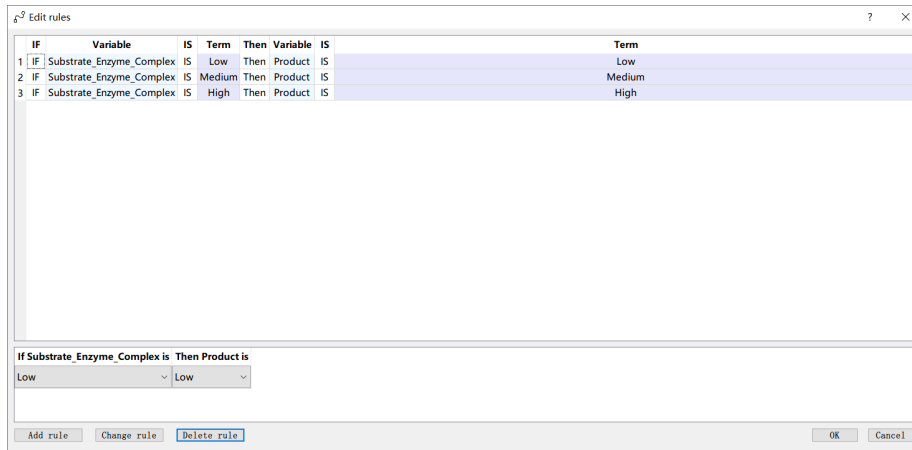 Edit rules ? ×
IF Variable IS Term Then Variable IS Term
1 IF Substrate_Enzyme_Complex IS Low Then Product IS Low
2 IF Substrate_Enzyme_Complex IS Medium Then Product IS Medium
3 IF Substrate_Enzyme_Complex IS High Then Product IS High
If Substrate_Enzyme_Complex is Then Product is
Low Low
Add rule Change rule Delete rule OK Cancel